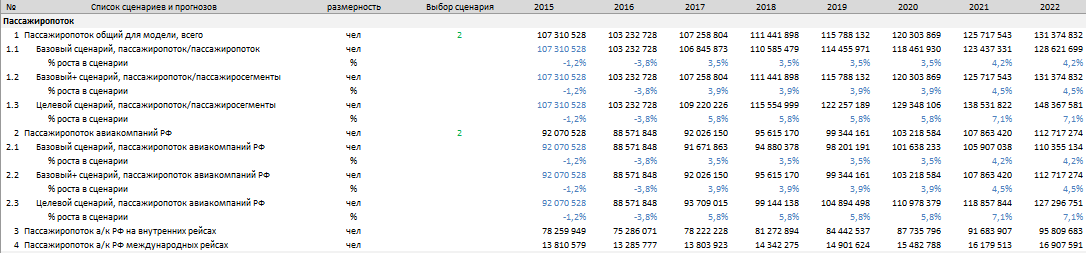 № Список сценариев и прогнозов размерность Выбор сценария 2015 2016 2017 2018 2019 2020 2021 2022
Пассажиропоток
1 Пассажиропоток общий для модели, всего чел 2 107 310 528 103 232 728 107 258 804 111 441 898 115 788 132 120 303 869 125 717 543 131 374 832
1.1 Базовый сценарий, пассажиропоток/пассажиропоток чел 107 310 528 103 232 728 106 845 873 110 585 479 114 455 971 118 461 930 123 437 331 128 621 699
% роста в сценарии % -1,2% -3,8% 3,5% 3,5% 3,5% 3,5% 4,2% 4,2%
1.2 Базовый+ сценарий, пассажиропоток/пассажиросегменты чел 107 310 528 103 232 728 107 258 804 111 441 898 115 788 132 120 303 869 125 717 543 131 374 832
% роста в сценарии % -1,2% -3,8% 3,9% 3,9% 3,9% 3,9% 4,5% 4,5%
1.3 Целевой сценарий, пассажиропоток/пассажиросегменты чел 107 310 528 103 232 728 109 220 226 115 554 999 122 257 189 129 348 106 138 531 822 148 367 581
% роста в сценарии % -1,2% -3,8% 5,8% 5,8% 5,8% 5,8% 7,1% 7,1%
2 Пассажиропоток авиакомпаний РФ чел 2 92 070 528 88 571 848 92 026 150 95 615 170 99 344 161 103 218 584 107 863 420 112 717 274
2.1 Базовый сценарий, пассажиропоток авиакомпаний РФ чел 92 070 528 88 571 848 91 671 863 94 880 378 98 201 191 101 638 233 105 907 038 110 355 134
% роста в сценарии % -1,2% -3,8% 3,5% 3,5% 3,5% 3,5% 4,2% 4,2%
2.2 Базовый+ сценарий, пассажиропоток авиакомпаний РФ чел 92 070 528 88 571 848 92 026 150 95 615 170 99 344 161 103 218 584 107 863 420 112 717 274
% роста в сценарии % -1,2% -3,8% 3,9% 3,9% 3,9% 3,9% 4,5% 4,5%
2.3 Целевой сценарий, пассажиропоток авиакомпаний РФ чел 92 070 528 88 571 848 93 709 015 99 144 138 104 894 498 110 978 379 118 857 844 127 296 751
% роста в сценарии % -1,2% -3,8% 5,8% 5,8% 5,8% 5,8% 7,1% 7,1%
3 Пассажиропоток а/к РФ на внутренних рейсах чел 78 259 949 75 286 071 78 222 228 81 272 894 84 442 537 87 735 796 91 683 907 95 809 683
4 Пассажиропоток а/к РФ международных рейсах чел 13 810 579 13 285 777 13 803 923 14 342 275 14 901 624 15 482 788 16 179 513 16 907 591